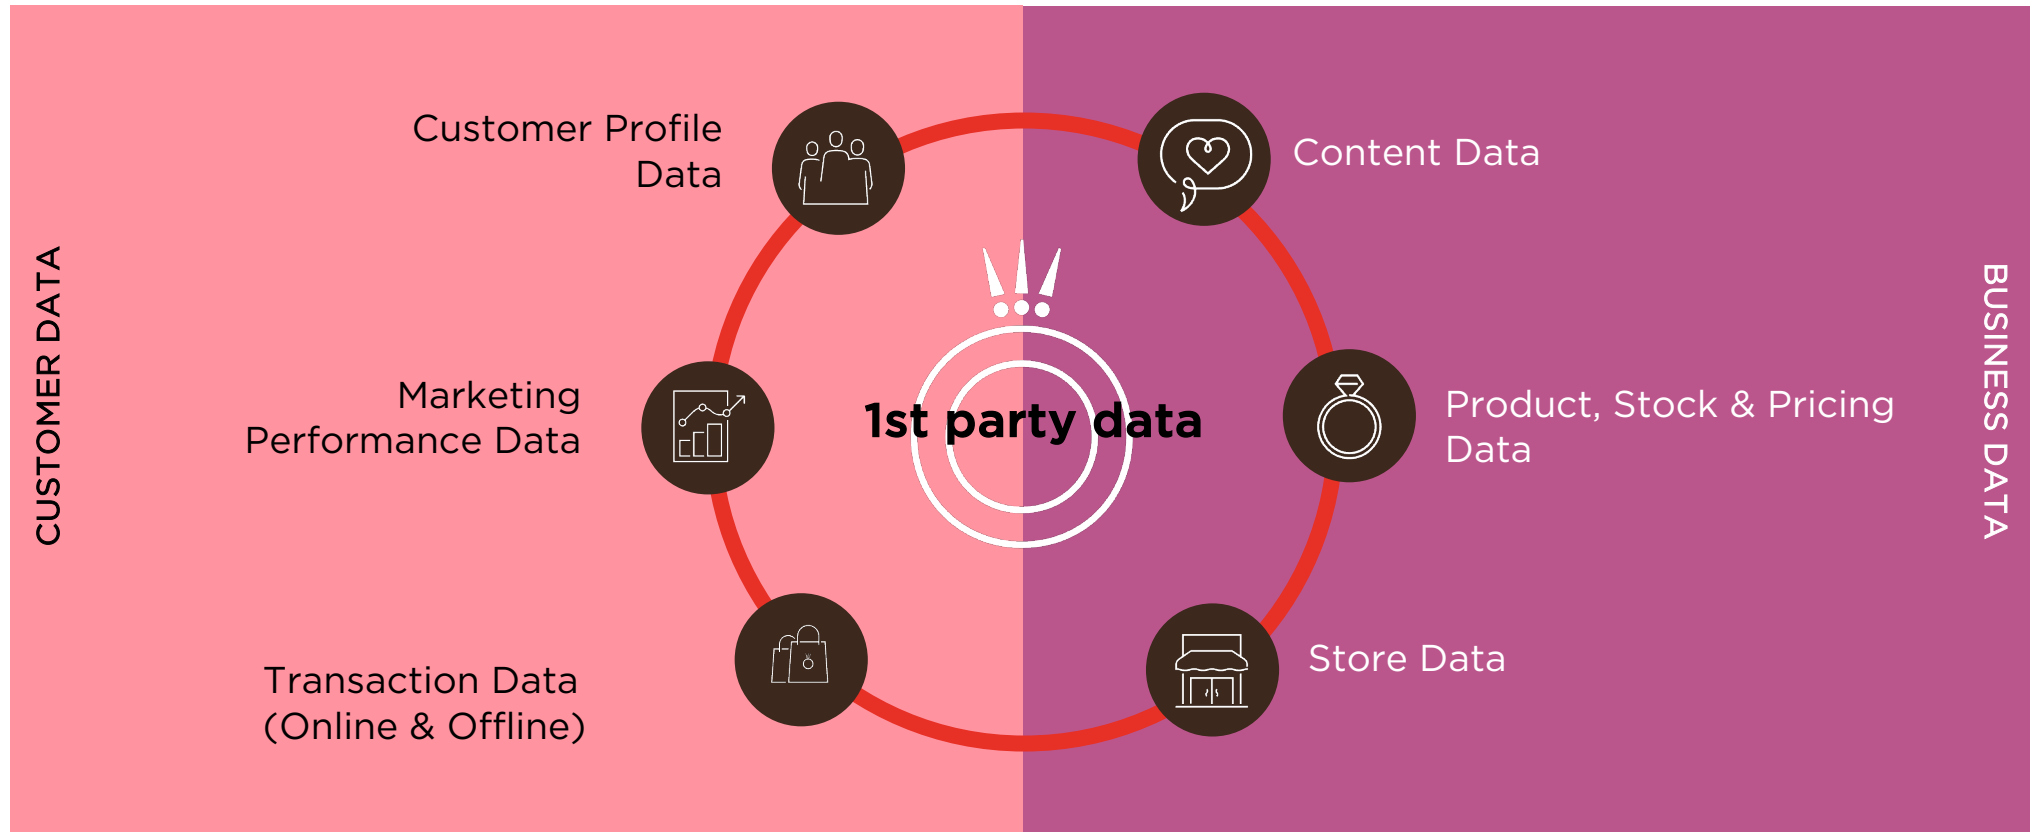 CUSTOMER DATA
Customer Profile
Data
Marketing
Performance Data
Transaction Data
(Online & Offline)
1st party data
Content Data
Product, Stock & Pricing
Data
Store Data
BUSINESS DATA